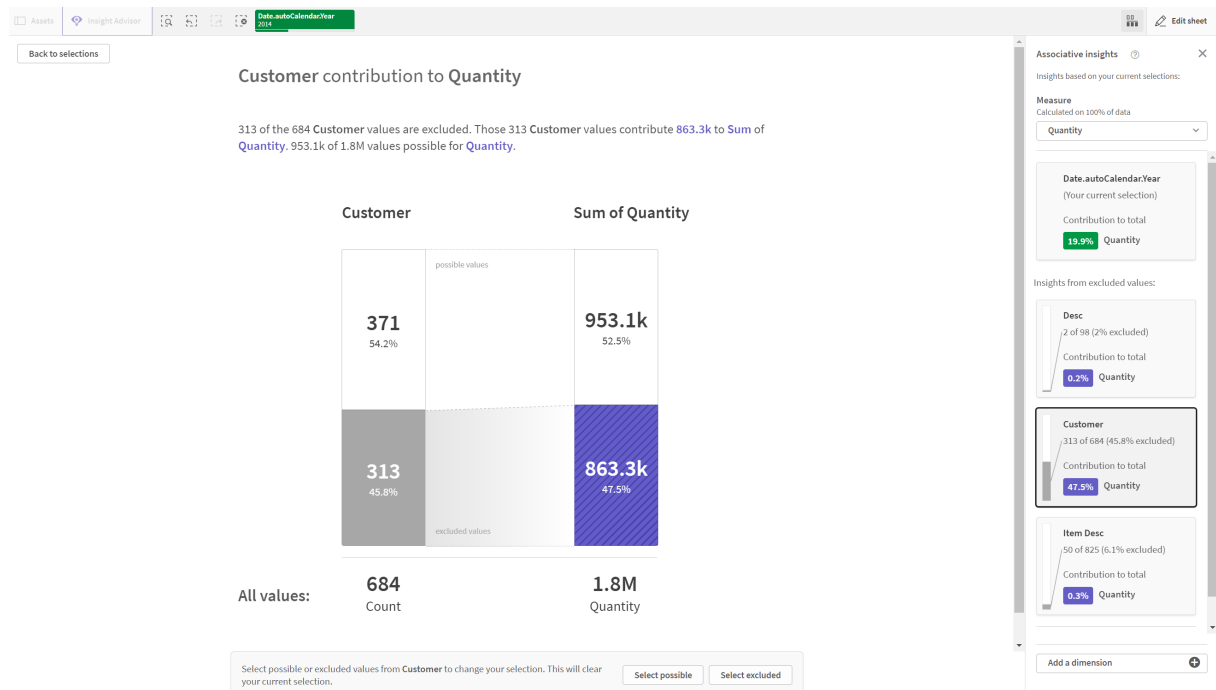 Assets
Insight Advisor
Date.autoCalendar.Year
2014
Edit sheet
Back to selections
Customer contribution to Quantity
313 of the 684 Customer values are excluded. Those 313 Customer values contribute 863.3k to Sum of
Quantity. 953.1k of 1.8M values possible for Quantity.
Customer
Sum of Quantity
possible values
371
54.2%
953.1k
52.5%
313
45.8%
863.3k
47.5%
excluded values
All values:
684
Count
1.8M
Quantity
Select possible or excluded values from Customer to change your selection. This will clear
your current selection.
Select possible
Select excluded
Associative insights
Insights based on your current selections:
Measure
Calculated on 100% of data
Quantity
Date.autoCalendar.Year
(Your current selection)
Contribution to total
19.9% Quantity
Insights from excluded values:
Desc
2 of 98 (2% excluded)
Contribution to total
0.2% Quantity
Customer
313 of 684 (45.8% excluded)
Contribution to total
47.5% Quantity
Item Desc
50 of 825 (6.1% excluded)
Contribution to total
0.3% Quantity
Add a dimension